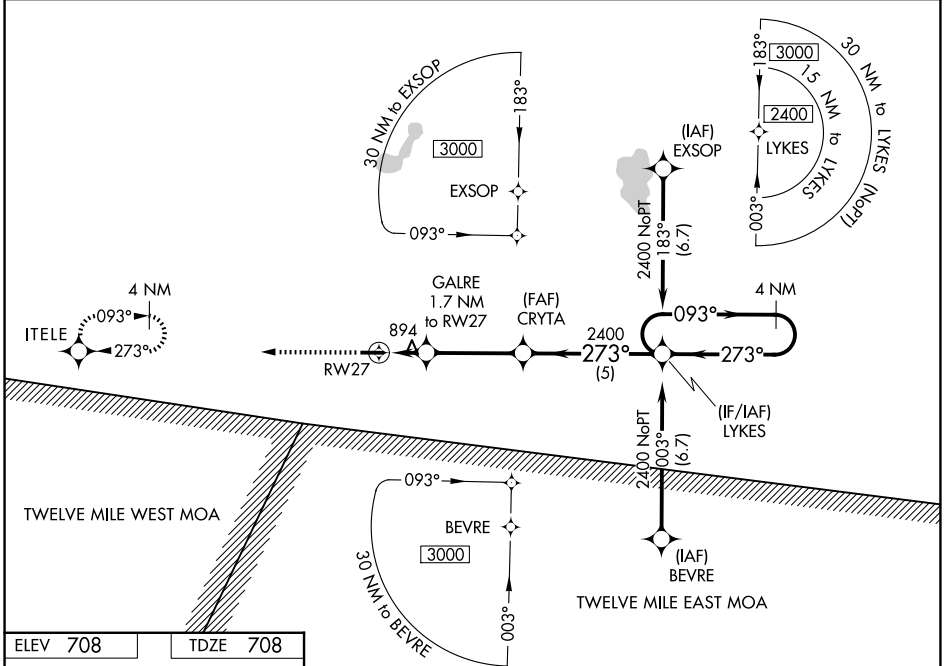 30 NM to EXSOP
3000
EXSOP
183°
093°
183°
3000
30 NM to LYKES (NoPT)
15 NM to LYKES
2400
LYKES
003°
(IAF)
EXSOP
2400 NoPT
183°
(6.7)
4 NM
093°
273°
ITELE
GALRE
1.7 NM
to RW27
(FAF)
CRYTA
894
RW27
2400
273°
(5)
4 NM
093°
273°
(IF/IAF)
LYKES
2400 NoPT
003°
(6.7)
TWELVE MILE WEST MOA
093°
BEVRE
3000
30 NM to BEVRE
003°
(IAF)
BEVRE
TWELVE MILE EAST MOA
ELEV 708
TDZE 708